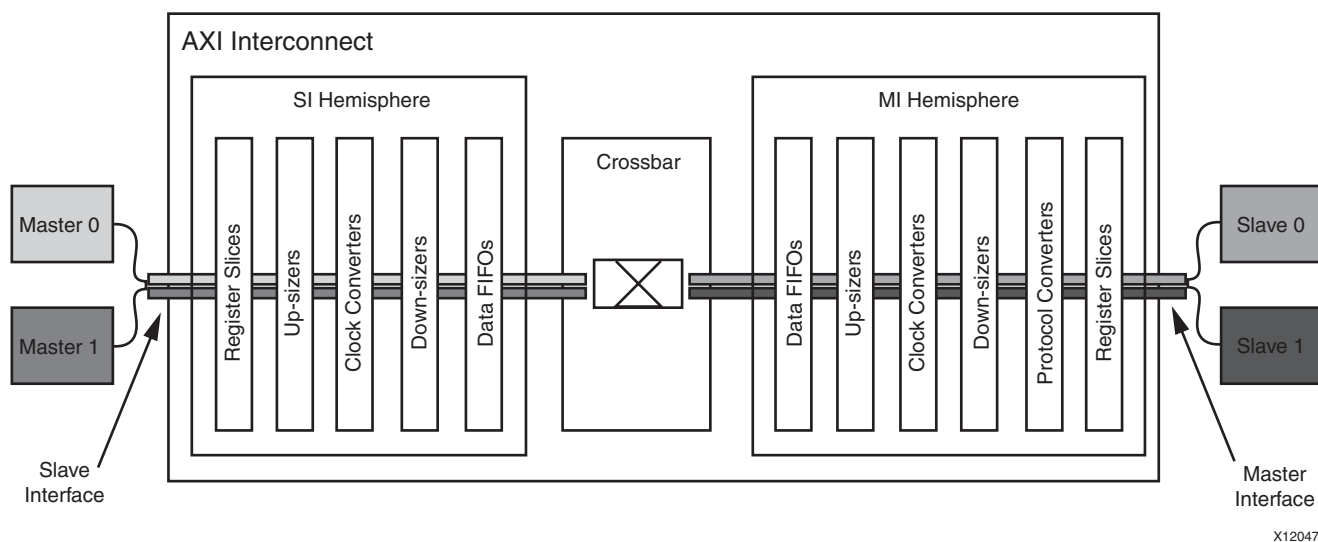 AXI Interconnect
SI Hemisphere
MI Hemisphere
Crossbar
Master 0
Master 1
Register Slices
Up-sizers
Clock Converters
Down-sizers
Data FIFOs
Data FIFOs
Up-sizers
Clock Converters
Down-sizers
Protocol Converters
Register Slices
Slave 0
Slave 1
Slave
Interface
Master
Interface
X12047